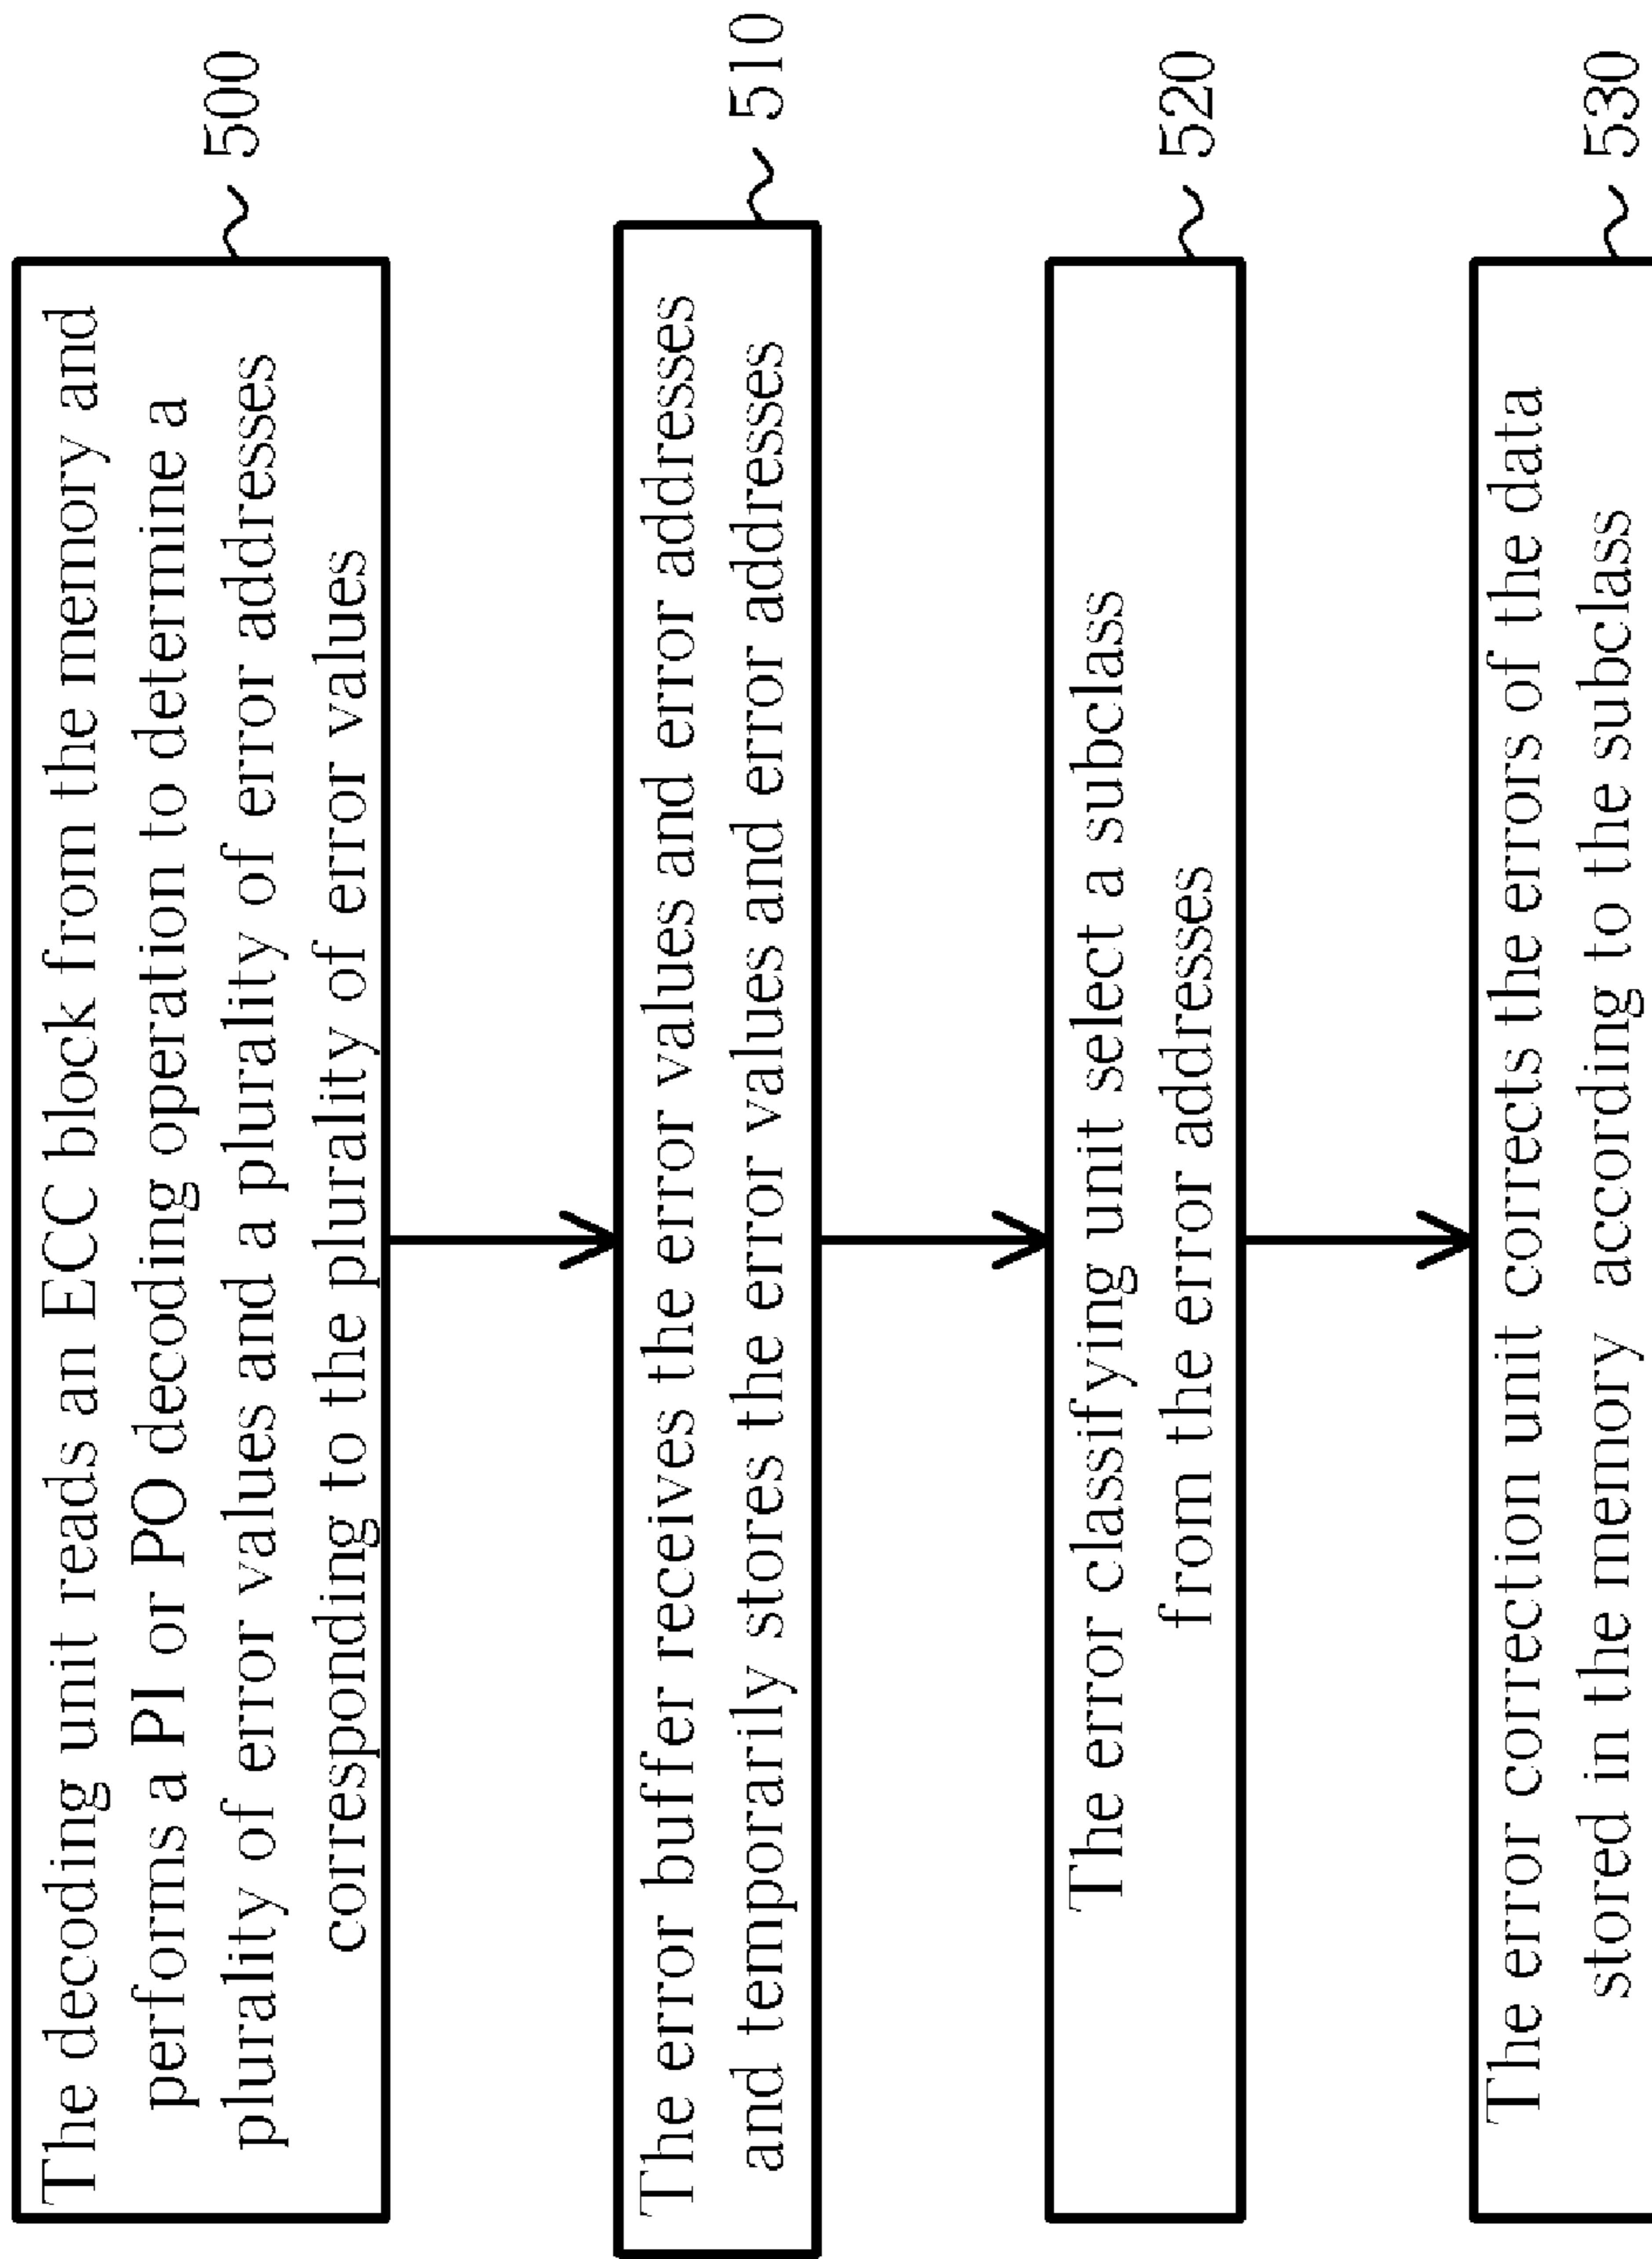 The decoding unit reads an ECC block from the memory and
performs a PI or PO decoding operation to determine a
plurality of error values and a plurality of error addresses
corresponding to the plurality of error values
500
The error buffer receives the error values and error addresses
and temporarily stores the error values and error addresses
510
The error classifying unit select a subclass
from the error addresses
520
The error correction unit corrects the errors of the data
stored in the memory according to the subclass
530